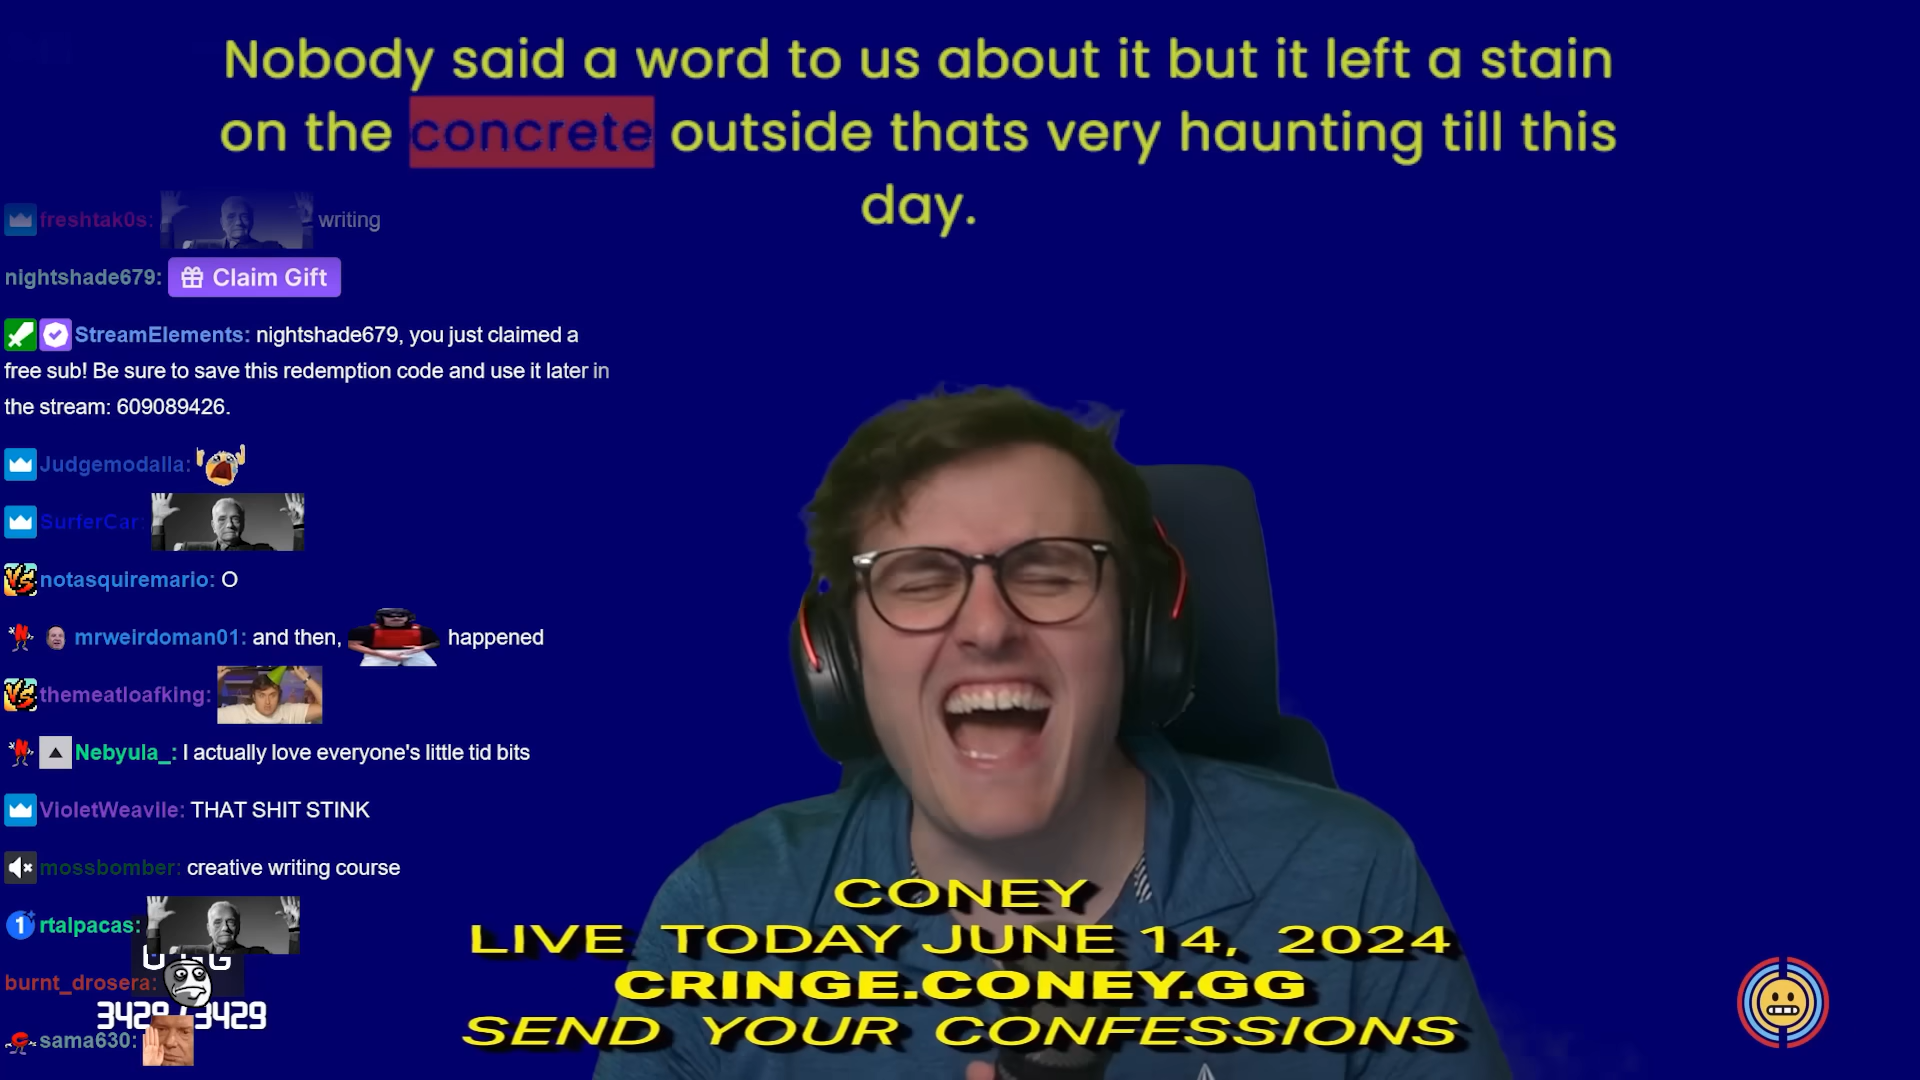 Nobody said a word to us about it but it left a stain
on the concrete outside thats very haunting till this
day.
freshtak0s: writing
nightshade679: Claim Gift
StreamElements: nightshade679, you just claimed a
free sub! Be sure to save this redemption code and use it later in
the stream: 609089426.
Judgemodalla:
SurferCar:
notasquiremario: O
mrweirdoman01: and then, happened
themeatloafking:
Nebyula_: I actually love everyone's little tid bits
VioletWeavile: THAT SHIT STINK
mossbomber: creative writing course
rtalpacas:
burnt_drosera:
3429/3429
sama630:
CONEY
LIVE TODAY JUNE 14, 2024
CRINGE.CONEY.GG
SEND YOUR CONFESSIONS